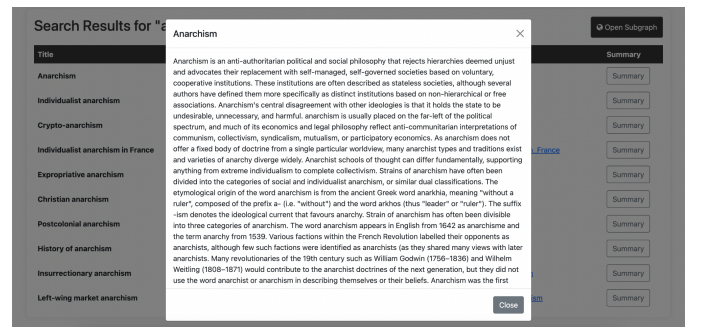 Search Results for "a
Open Subgraph
Title
Summary
Anarchism
Summary
Individualist anarchism
Summary
Crypto-anarchism
Summary
Individualist anarchism in France
France
Summary
Expropriative anarchism
Summary
Christian anarchism
Summary
Postcolonial anarchism
Summary
History of anarchism
Summary
Insurrectionary anarchism
Summary
Left-wing market anarchism
ism
Summary
Anarchism
Anarchism is an anti-authoritarian political and social philosophy that rejects hierarchies deemed unjust
and advocates their replacement with self-managed, self-governed societies based on voluntary,
cooperative institutions. These institutions are often described as stateless societies, although several
authors have defined them more specifically as distinct institutions based on non-hierarchical or free
associations. Anarchism's central disagreement with other ideologies is that it holds the state to be
undesirable, unnecessary, and harmful. anarchism is usually placed on the far-left of the political
spectrum, and much of its economics and legal philosophy reflect anti-communitarian interpretations of
communism, collectivism, syndicalism, mutualism, or participatory economics. As anarchism does not
offer a fixed body of doctrine from a single particular worldview, many anarchist types and traditions exist
and varieties of anarchy diverge widely. Anarchist schools of thought can differ fundamentally, supporting
anything from extreme individualism to complete collectivism. Strains of anarchism have often been
divided into the categories of social and individualist anarchism, or similar dual classifications. The
etymological origin of the word anarchism is from the ancient Greek word anarkhia, meaning "without a
ruler", composed of the prefix a- (i.e. "without") and the word arkhos (thus "leader" or "ruler"). The suffix
-ism denotes the ideological current that favours anarchy. Strain of anarchism has often been divisible
into three categories of anarchism. The word anarchism appears in English from 1642 as anarchisme and
the term anarchy from 1539. Various factions within the French Revolution labelled their opponents as
anarchists, although few such factions were identified as anarchists (as they shared many views with later
anarchists. Many revolutionaries of the 19th century such as William Godwin (1756–1836) and Wilhelm
Weitling (1808–1871) would contribute to the anarchist doctrines of the next generation, but they did not
use the word anarchist or anarchism in describing themselves or their beliefs. Anarchism was the first
Close